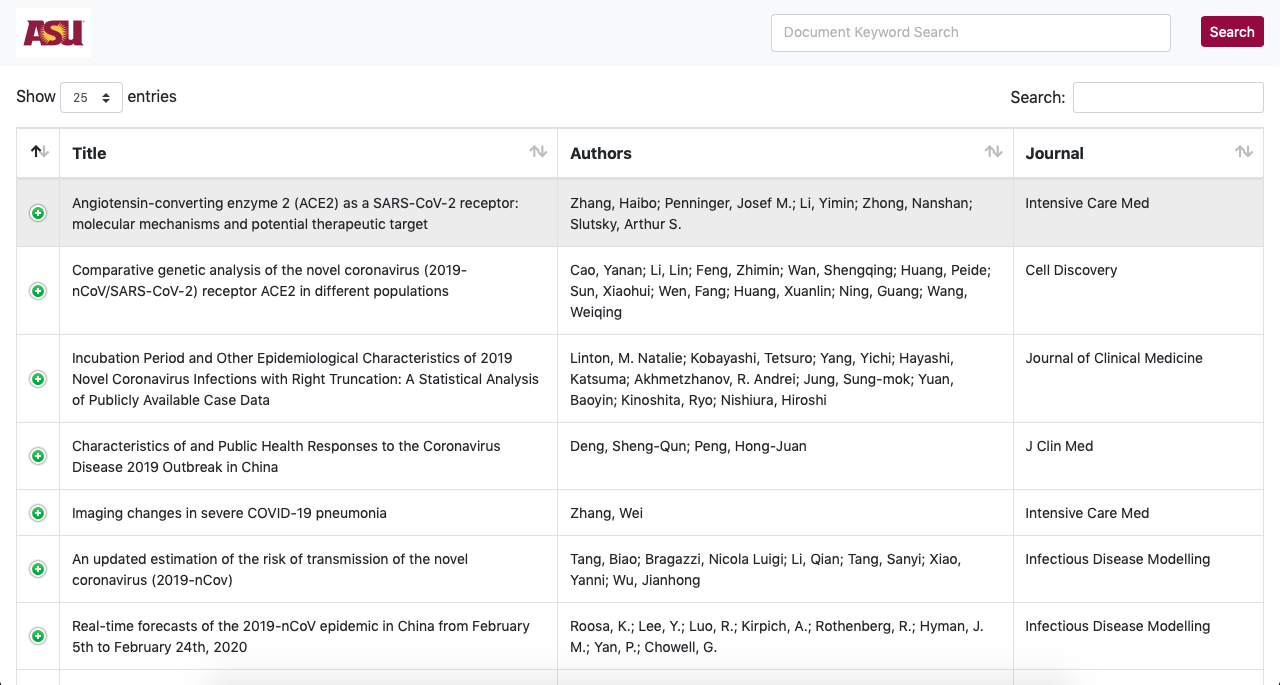 ASU
Document Keyword Search
Search
Show 25 entries
Search:
Title
Authors
Journal
Angiotensin-converting enzyme 2 (ACE2) as a SARS-CoV-2 receptor:
molecular mechanisms and potential therapeutic target
Zhang, Haibo; Penninger, Josef M.; Li, Yimin; Zhong, Nanshan;
Slutsky, Arthur S.
Intensive Care Med
Comparative genetic analysis of the novel coronavirus (2019-
nCoV/SARS-CoV-2) receptor ACE2 in different populations
Cao, Yanan; Li, Lin; Feng, Zhimin; Wan, Shengqing; Huang, Peide;
Sun, Xiaohui; Wen, Fang; Huang, Xuanlin; Ning, Guang; Wang,
Weiqing
Cell Discovery
Incubation Period and Other Epidemiological Characteristics of 2019
Novel Coronavirus Infections with Right Truncation: A Statistical Analysis
of Publicly Available Case Data
Linton, M. Natalie; Kobayashi, Tetsuro; Yang, Yichi; Hayashi,
Katsuma; Akhmetzhanov, R. Andrei; Jung, Sung-mok; Yuan,
Baoyin; Kinoshita, Ryo; Nishiura, Hiroshi
Journal of Clinical Medicine
Characteristics of and Public Health Responses to the Coronavirus
Disease 2019 Outbreak in China
Deng, Sheng-Qun; Peng, Hong-Juan
J Clin Med
Imaging changes in severe COVID-19 pneumonia
Zhang, Wei
Intensive Care Med
An updated estimation of the risk of transmission of the novel
coronavirus (2019-nCov)
Tang, Biao; Bragazzi, Nicola Luigi; Li, Qian; Tang, Sanyi; Xiao,
Yanni; Wu, Jianhong
Infectious Disease Modelling
Real-time forecasts of the 2019-nCoV epidemic in China from February
5th to February 24th, 2020
Roosa, K.; Lee, Y.; Luo, R.; Kirpich, A.; Rothenberg, R.; Hyman, J.
M.; Yan, P.; Chowell, G.
Infectious Disease Modelling